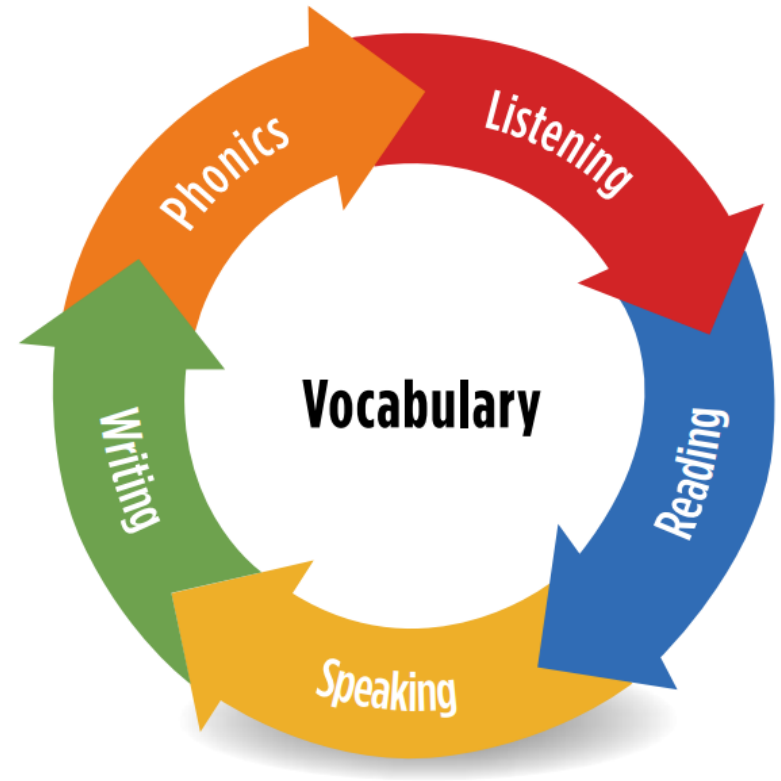 Phonics
Listening
Vocabulary
Writing
Reading
Speaking